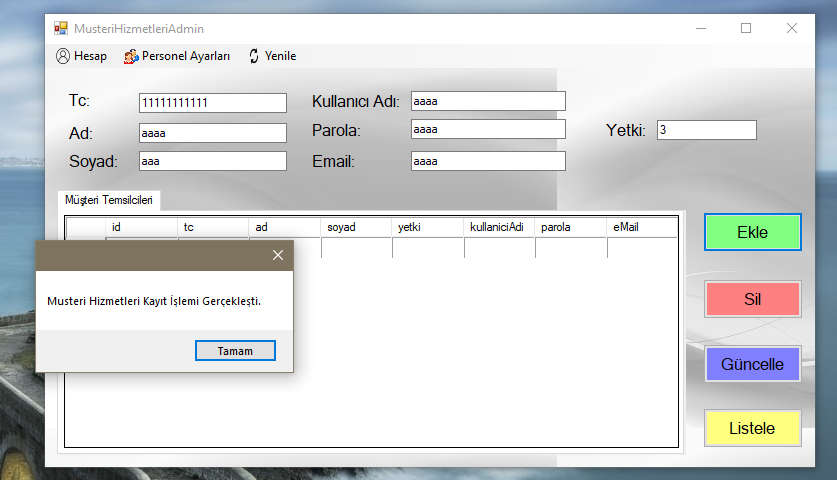 MusteriHizmetleriAdmin
Hesap Personel Ayarları Yenile
Tc: 11111111111 Kullanıcı Adı: aaaa
Ad: aaaa Parola: aaaa Yetki: 3
Soyad: aaa Email: aaaa
Müşteri Temsilcileri
id tc ad soyad yetki kullaniciAdi parola eMail
Ekle
Musteri Hizmetleri Kayıt İşlemi Gerçekleşti.
Tamam
Sil
Güncelle
Listele